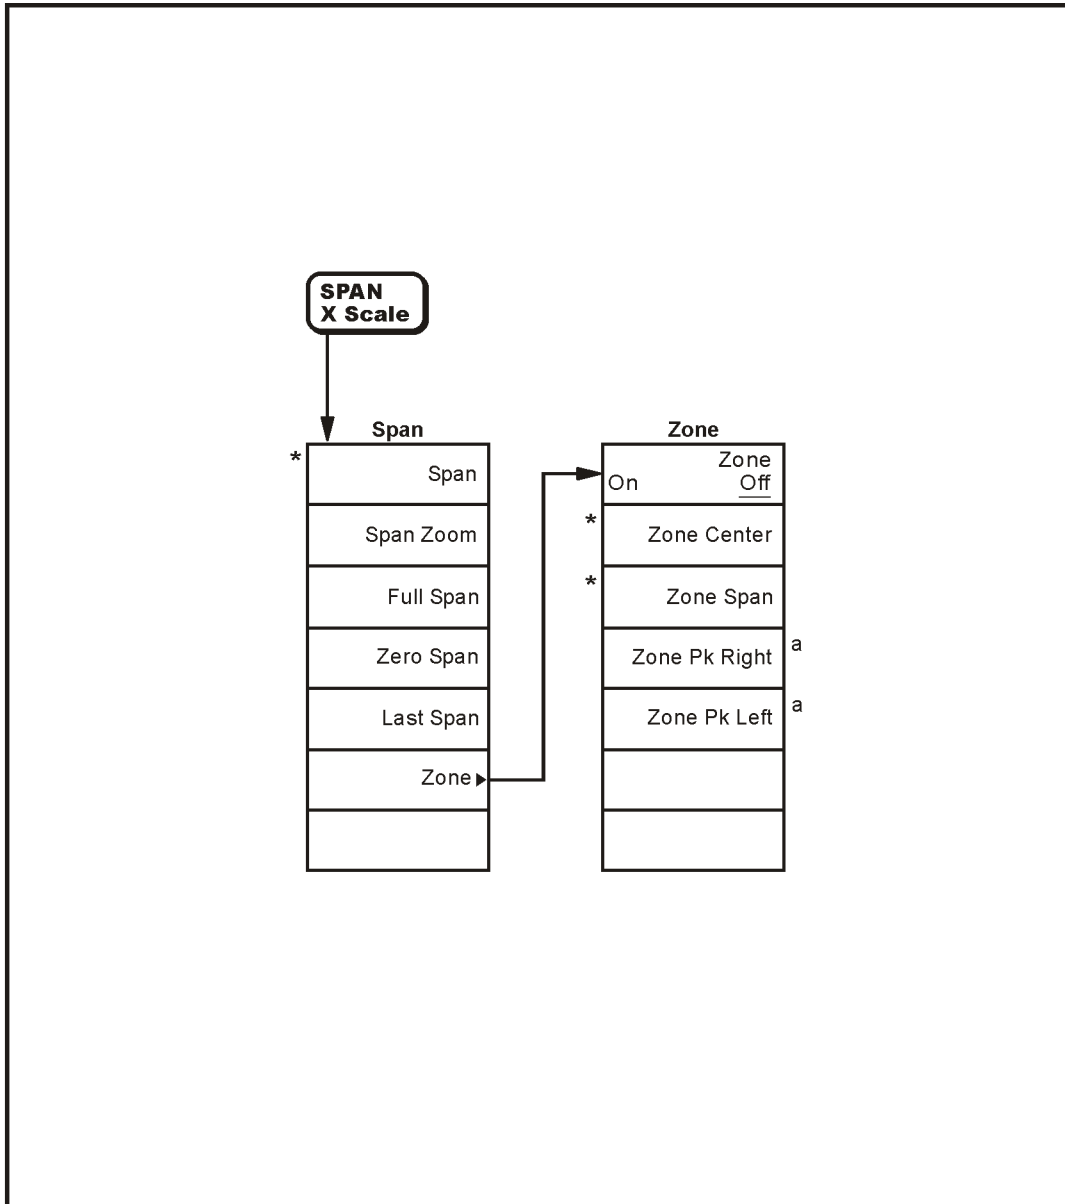 SPAN
X Scale
Span
*
Span
Span Zoom
Full Span
Zero Span
Last Span
Zone
Zone
Zone
On Off
*
Zone Center
*
Zone Span
Zone Pk Right a
Zone Pk Left a